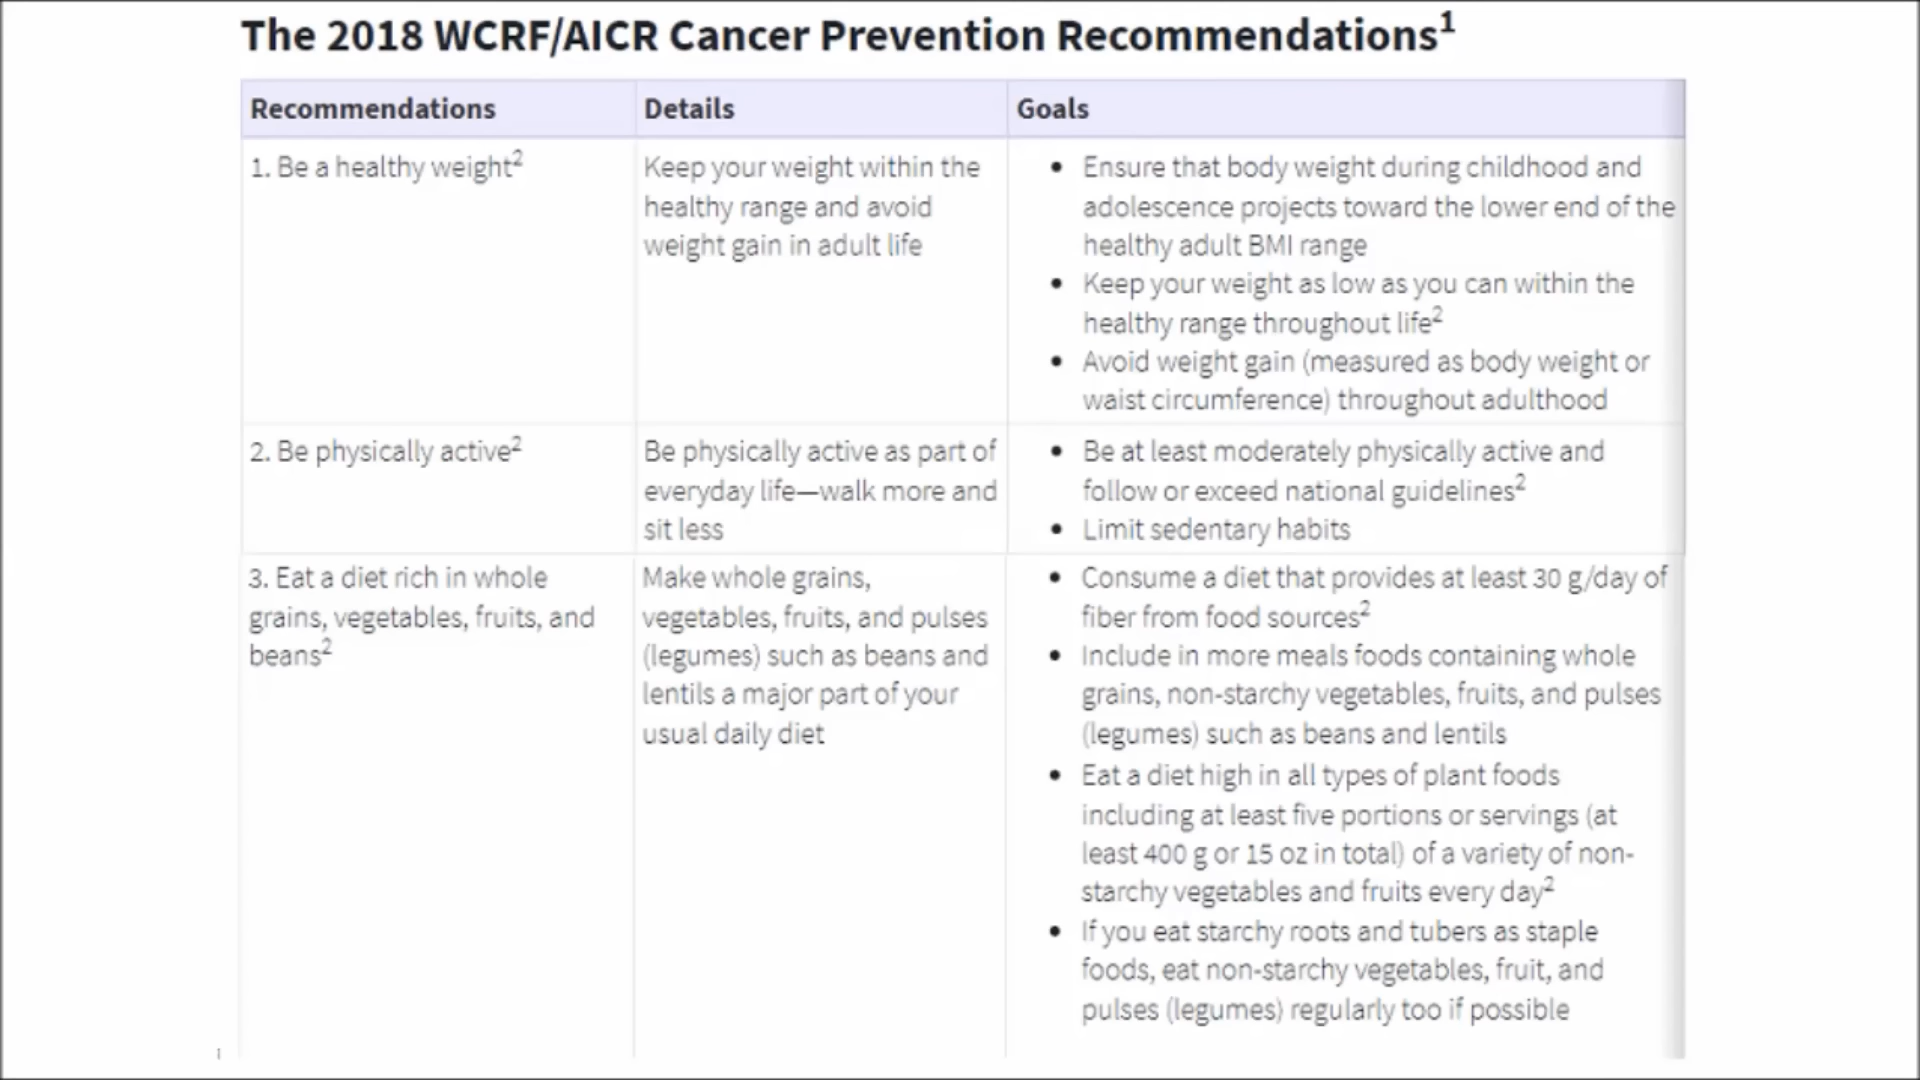 The 2018 WCRF/AICR Cancer Prevention Recommendations1
Recommendations
Details
Goals
1. Be a healthy weight2
Keep your weight within the
healthy range and avoid
weight gain in adult life
• Ensure that body weight during childhood and
adolescence projects toward the lower end of the
healthy adult BMI range
• Keep your weight as low as you can within the
healthy range throughout life2
• Avoid weight gain (measured as body weight or
waist circumference) throughout adulthood
2. Be physically active2
Be physically active as part of
everyday life—walk more and
sit less
• Be at least moderately physically active and
follow or exceed national guidelines2
• Limit sedentary habits
3. Eat a diet rich in whole
grains, vegetables, fruits, and
beans2
Make whole grains,
vegetables, fruits, and pulses
(legumes) such as beans and
lentils a major part of your
usual daily diet
• Consume a diet that provides at least 30 g/day of
fiber from food sources2
• Include in more meals foods containing whole
grains, non-starchy vegetables, fruits, and pulses
(legumes) such as beans and lentils
• Eat a diet high in all types of plant foods
including at least five portions or servings (at
least 400 g or 15 oz in total) of a variety of non-
starchy vegetables and fruits every day2
• If you eat starchy roots and tubers as staple
foods, eat non-starchy vegetables, fruit, and
pulses (legumes) regularly too if possible